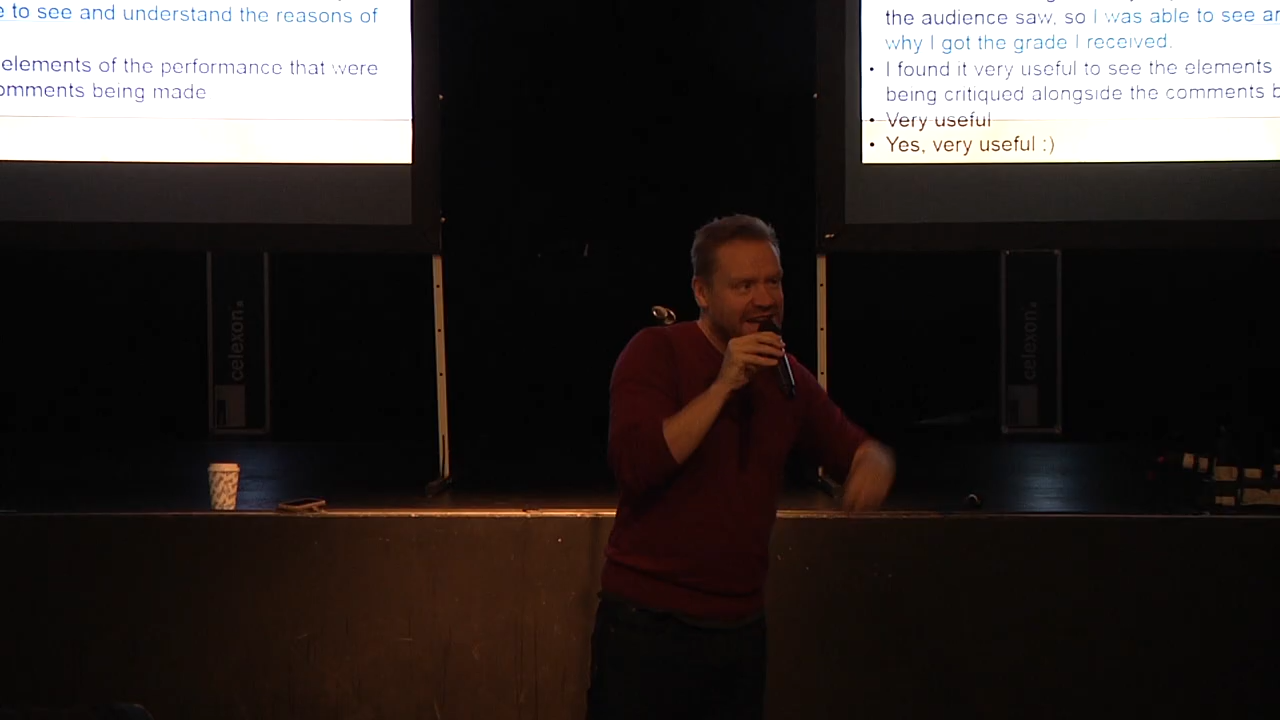 e to see and understand the reasons of
elements of the performance that were
omments being made
the audience saw, so I was able to see an
why I got the grade I received.
• I found it very useful to see the elements
being critiqued alongside the comments b
• Very useful
• Yes, very useful :)
celexon
celexon